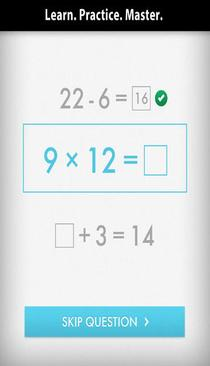 Learn. Practice. Master.
22 - 6 = 16
9 × 12 =
+ 3 = 14
SKIP QUESTION >